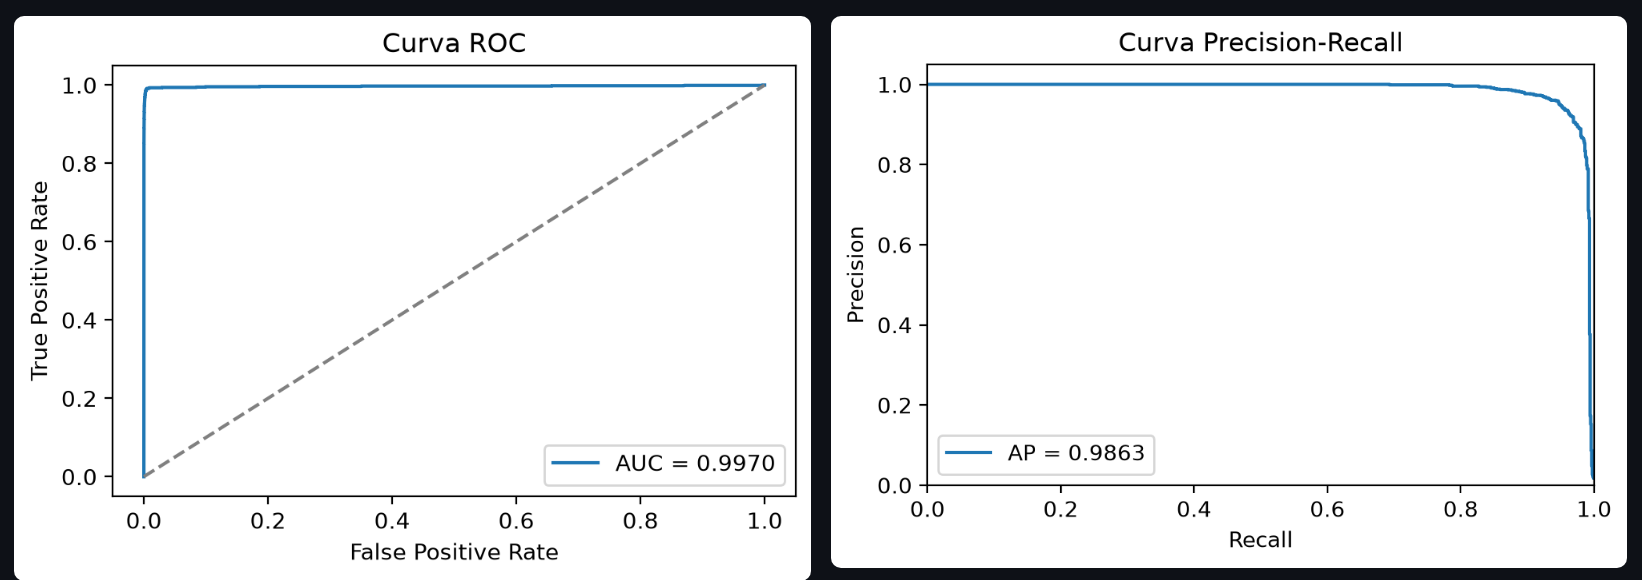 Curva ROC
1.0
0.8
0.6
0.4
0.2
0.0
True Positive Rate
AUC = 0.9970
0.0 0.2 0.4 0.6 0.8 1.0
False Positive Rate
Curva Precision-Recall
1.0
0.8
0.6
0.4
0.2
0.0
Precision
AP = 0.9863
0.0 0.2 0.4 0.6 0.8 1.0
Recall